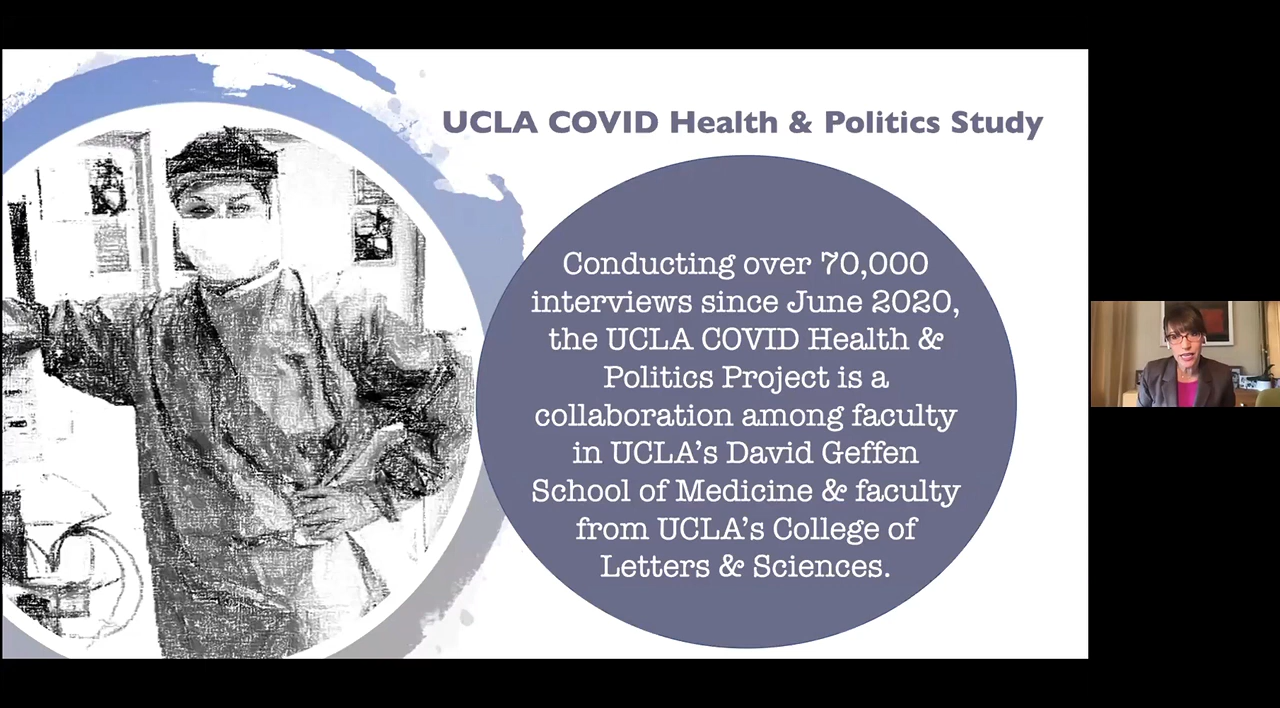 UCLA COVID Health & Politics Study
Conducting over 70,000
interviews since June 2020,
the UCLA COVID Health &
Politics Project is a
collaboration among faculty
in UCLA's David Geffen
School of Medicine & faculty
from UCLA's College of
Letters & Sciences.